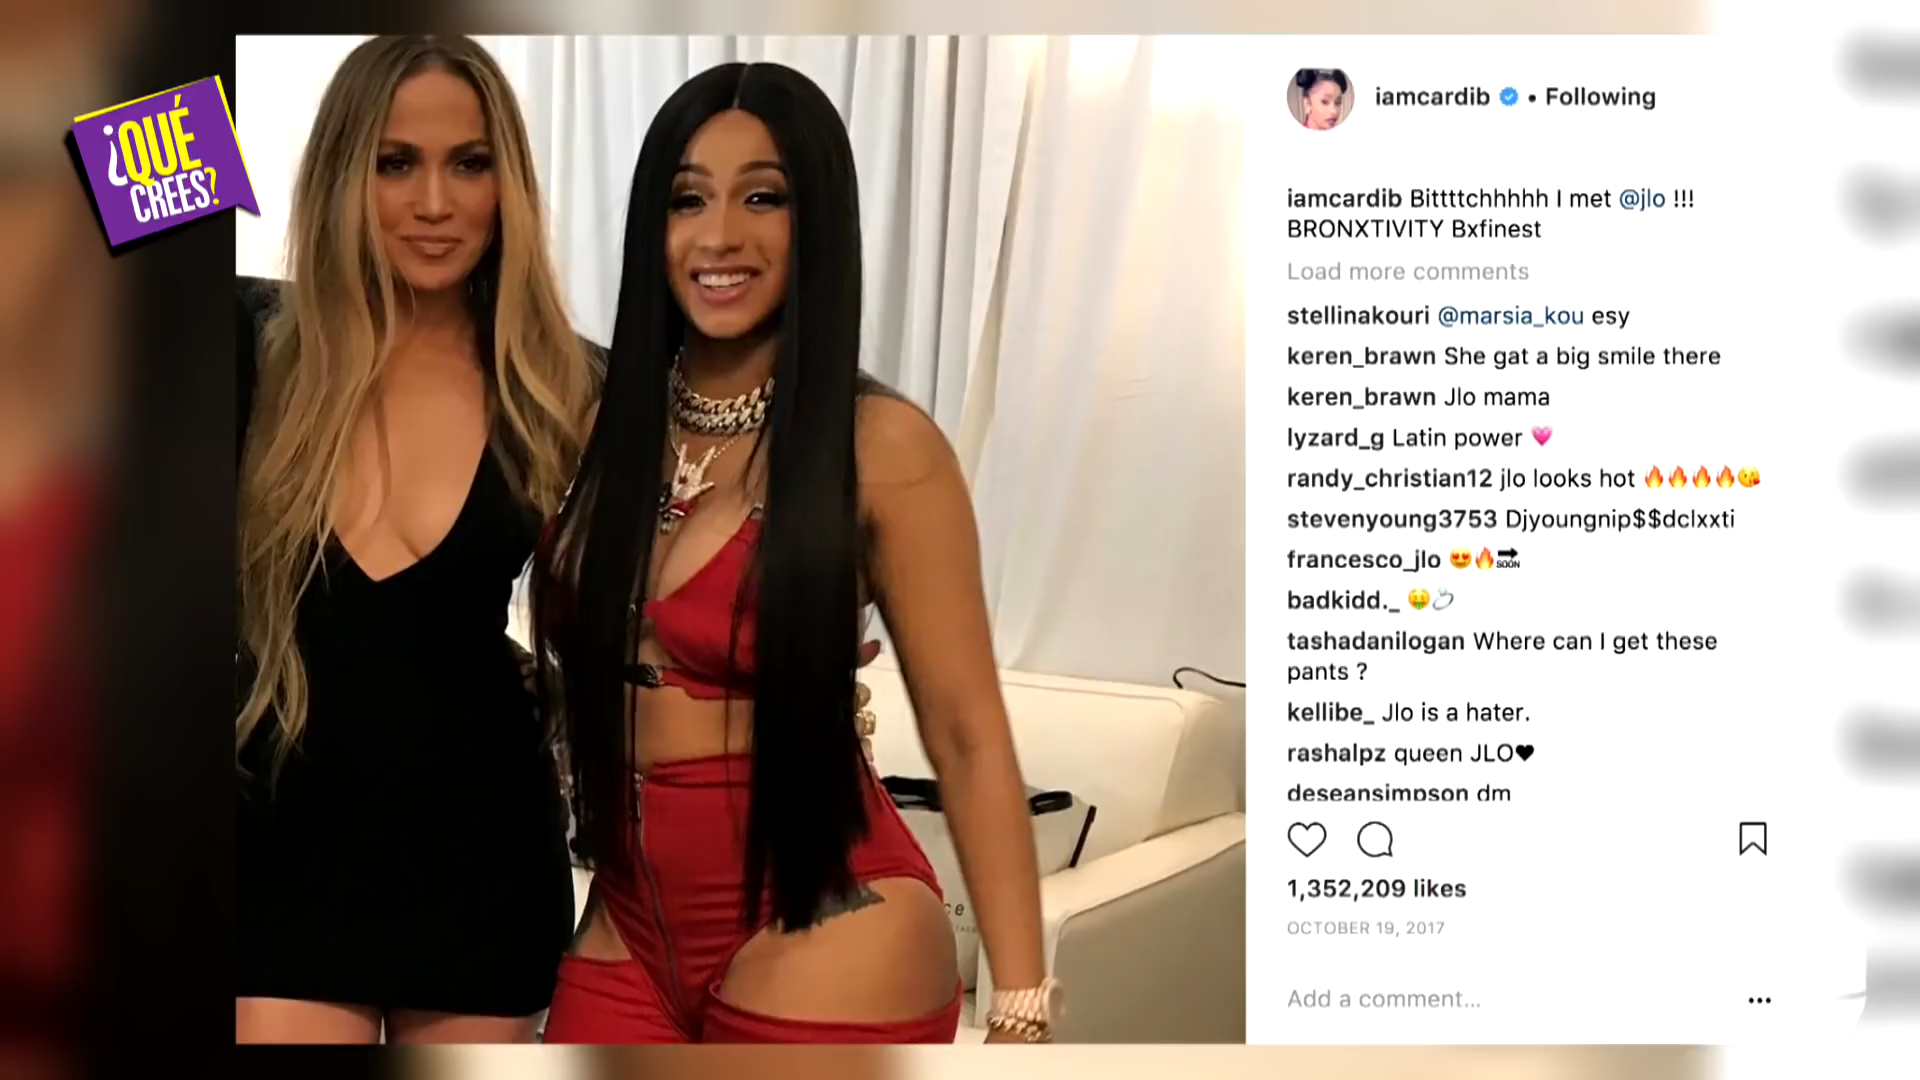 ¿QUÉ
CREES?
iamcardib • Following
iamcardib Bittttchhhhh I met @jlo !!!
BRONXTIVITY Bxfinest
Load more comments
stellinakouri @marsia_kou esy
keren_brawn She gat a big smile there
keren_brawn Jlo mama
lyzard_g Latin power 💗
randy_christian12 jlo looks hot 🔥🔥🔥🔥😘
stevenyoung3753 Djyoungnip$$dclxxti
francesco_jlo 😍🔥🔜
badkidd._ 🤑💍
tashadanilogan Where can I get these
pants ?
kellibe_ Jlo is a hater.
rashalpz queen JLO🖤
deseansimpson dm
1,352,209 likes
OCTOBER 19, 2017
Add a comment...